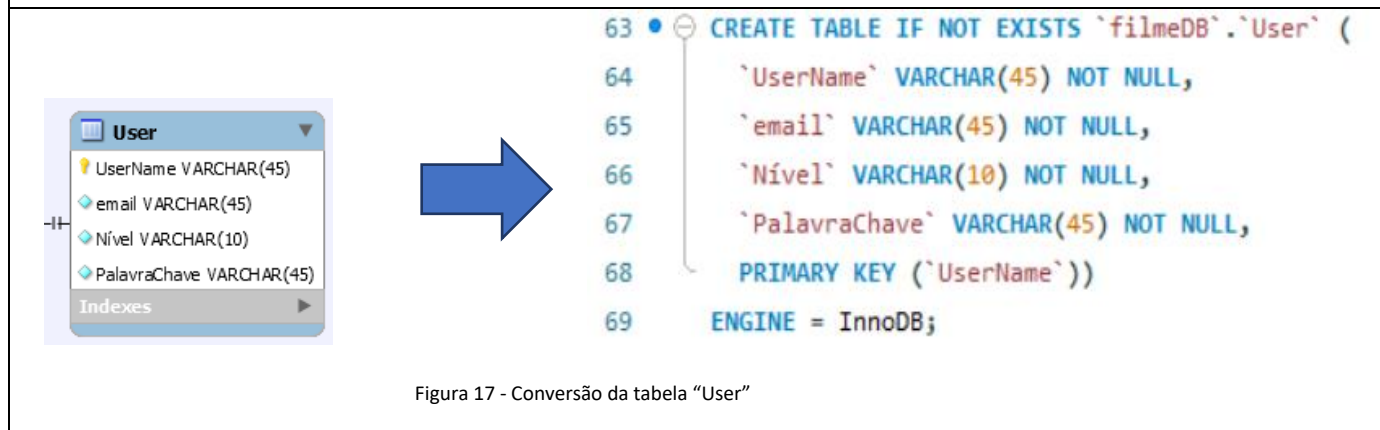 User
UserName VARCHAR(45)
email VARCHAR(45)
Nível VARCHAR(10)
PalavraChave VARCHAR(45)
Indexes
63 CREATE TABLE IF NOT EXISTS `filmeDB`.`User` (
64 `UserName` VARCHAR(45) NOT NULL,
65 `email` VARCHAR(45) NOT NULL,
66 `Nível` VARCHAR(10) NOT NULL,
67 `PalavraChave` VARCHAR(45) NOT NULL,
68 PRIMARY KEY (`UserName`))
69 ENGINE = InnoDB;
Figura 17 - Conversão da tabela “User”